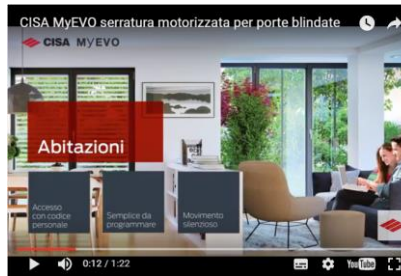 CISA MyEVO serratura motorizzata per porte blindate
CISA MYEVO
Abitazioni
Accesso
con codice
personale
Semplice da
programmare
Movimento
silenzioso
0:12 / 1:22
YouTube